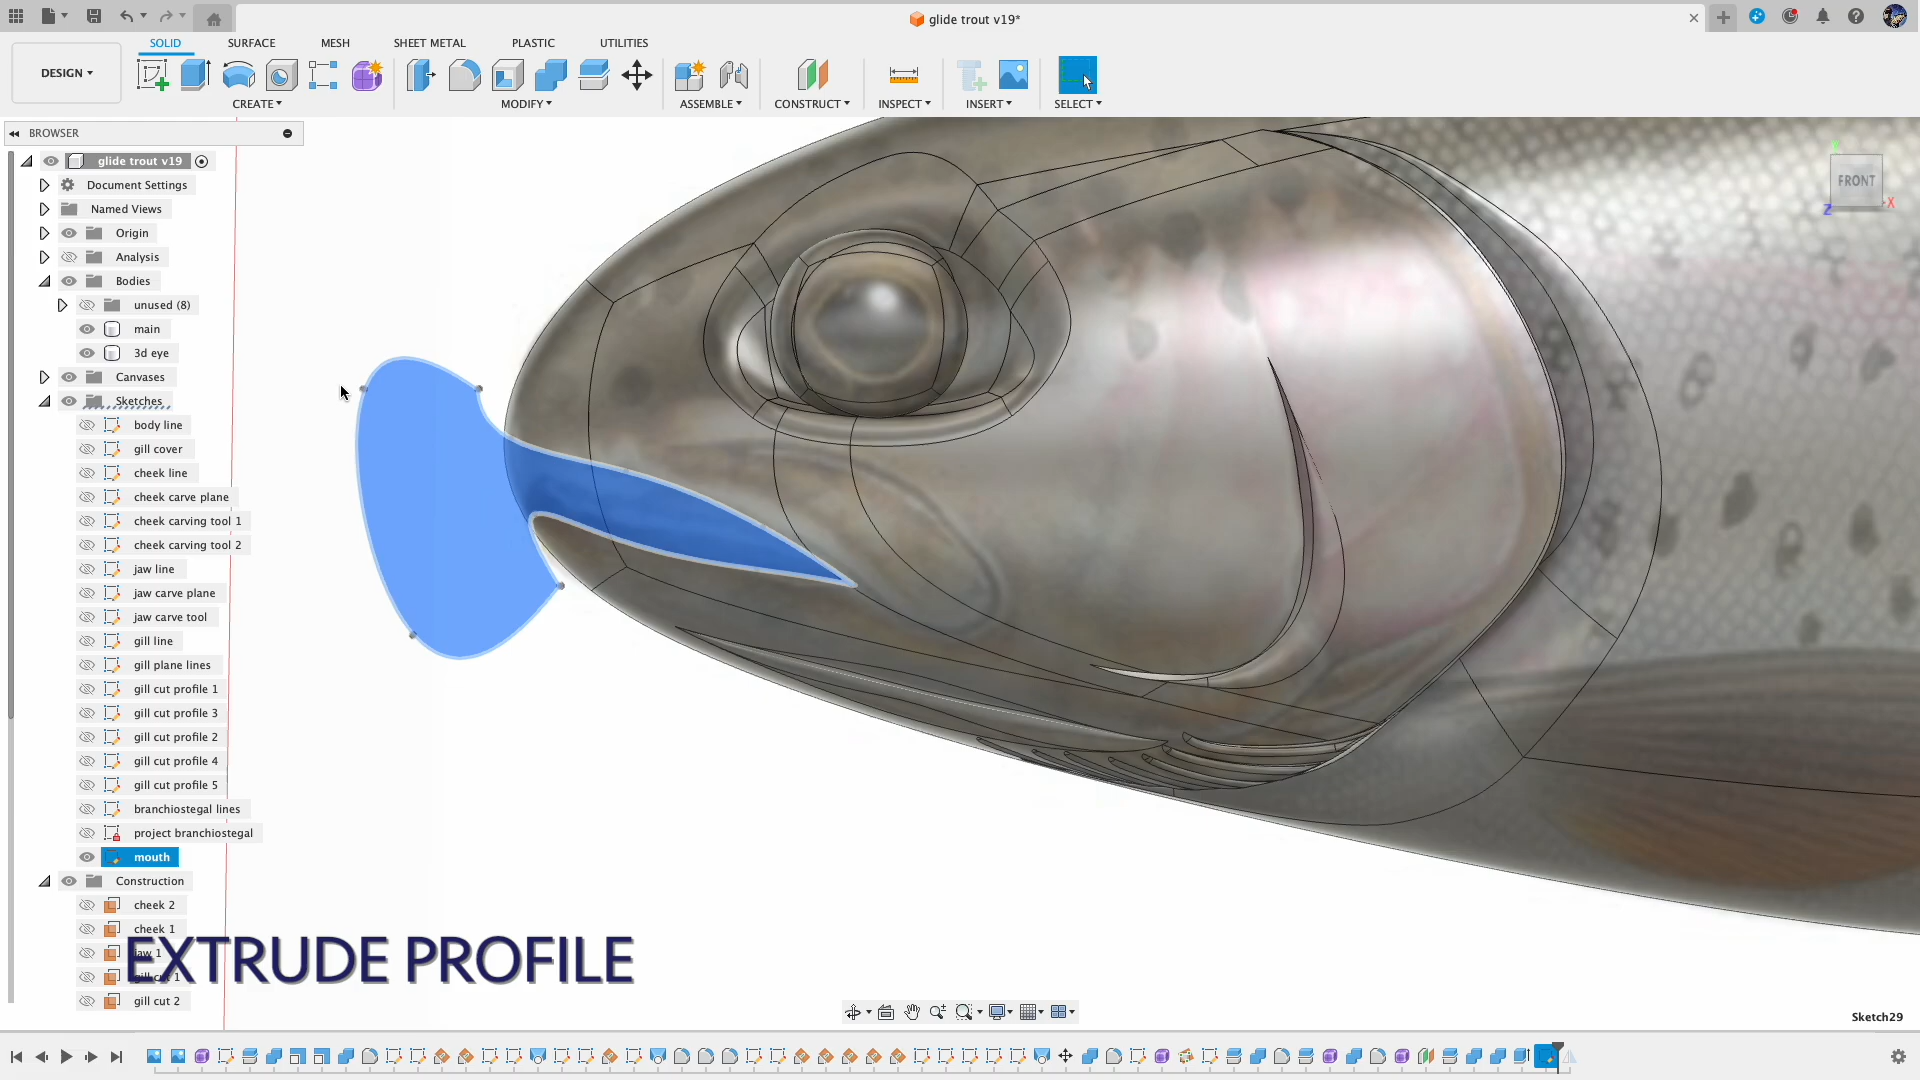 glide trout v19*
DESIGN
SOLID
SURFACE
MESH
SHEET METAL
PLASTIC
UTILITIES
CREATE
MODIFY
ASSEMBLE
CONSTRUCT
INSPECT
INSERT
SELECT
BROWSER
glide trout v19
Document Settings
Named Views
Origin
Analysis
Bodies
unused (8)
main
3d eye
Canvases
Sketches
body line
gill cover
cheek line
cheek carve plane
cheek carving tool 1
cheek carving tool 2
jaw line
jaw carve plane
jaw carve tool
gill line
gill plane lines
gill cut profile 1
gill cut profile 3
gill cut profile 2
gill cut profile 4
gill cut profile 5
branchiostegal lines
project branchiostegal
mouth
Construction
cheek 2
cheek 1
jaw 1
gill cut 1
gill cut 2
EXTRUDE PROFILE
Y
FRONT
Z
X
Sketch29